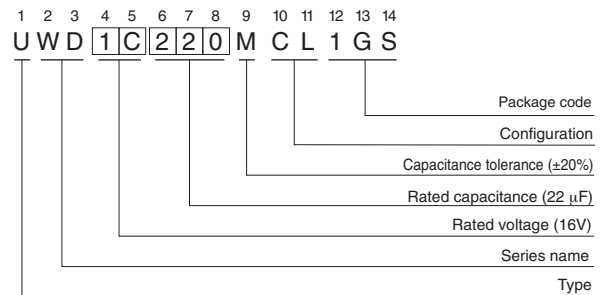 1 2 3 4 5 6 7 8 9 10 11 12 13 14
U W D 1 C 2 2 0 M C L 1 G S
Package code
Configuration
Capacitance tolerance (±20%)
Rated capacitance (22 μF)
Rated voltage (16V)
Series name
Type